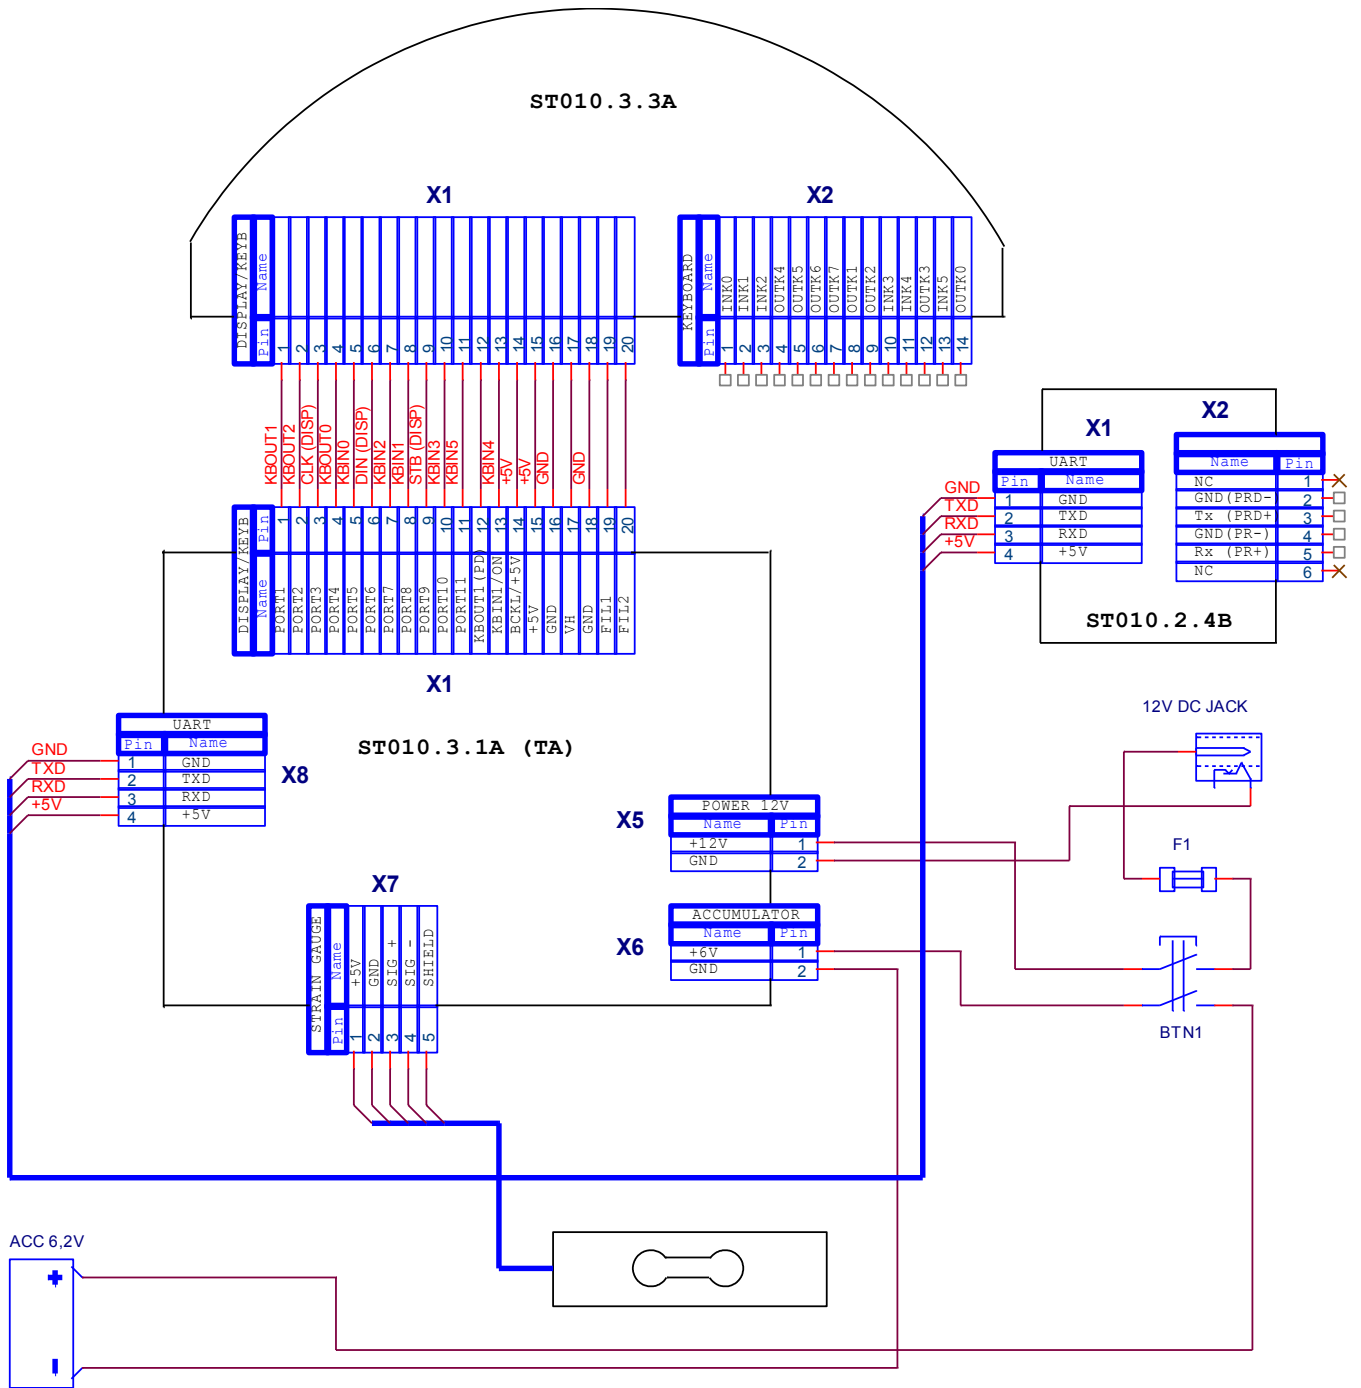 ST010.3.3A
X1
X2
DISPLAY/KEYB
Pin Name
1 2 3 4 5 6 7 8 9 10 11 12 13 14 15 16 17 18 19 20
KEYBOARD
Pin Name
1 INK0
2 INK1
3 INK2
4 OUTK4
5 OUTK5
6 OUTK6
7 OUTK7
8 OUTK1
9 OUTK2
10 INK3
11 INK4
12 OUTK3
13 INK5
14 OUTK0
KBOUT1
KBOUT2
CLK (DISP)
KBOUT0
KBIN0
DIN (DISP)
KBIN2
KBIN1
STB (DISP)
KBIN3
KBIN5
KBIN4
+5V
+5V
GND
GND
DISPLAY/KEYB
Name Pin
PORT1 1
PORT2 2
PORT3 3
PORT4 4
PORT5 5
PORT6 6
PORT7 7
PORT8 8
PORT9 9
PORT10 10
PORT11 11
KBOUT1(PD) 12
KBIN1/ON 13
BCKL/+5V 14
+5V 15
GND 16
VH 17
GND 18
FIL1 19
FIL2 20
X1
ST010.3.1A (TA)
X1
UART
Pin Name
GND 1 GND
TXD 2 TXD
RXD 3 RXD
+5V 4 +5V
X2
Name Pin
NC 1
GND(PRD- 2
Tx (PRD+ 3
GND(PR-) 4
Rx (PR+) 5
NC 6
ST010.2.4B
UART
Pin Name
GND 1 GND
TXD 2 TXD
RXD 3 RXD
+5V 4 +5V
X8
12V DC JACK
X5
POWER 12V
Name Pin
+12V 1
GND 2
F1
X6
ACCUMULATOR
Name Pin
+6V 1
GND 2
BTN1
X7
STRAIN GAUGE
Pin Name
1 +5V
2 GND
3 SIG +
4 SIG -
5 SHIELD
ACC 6,2V
+
-